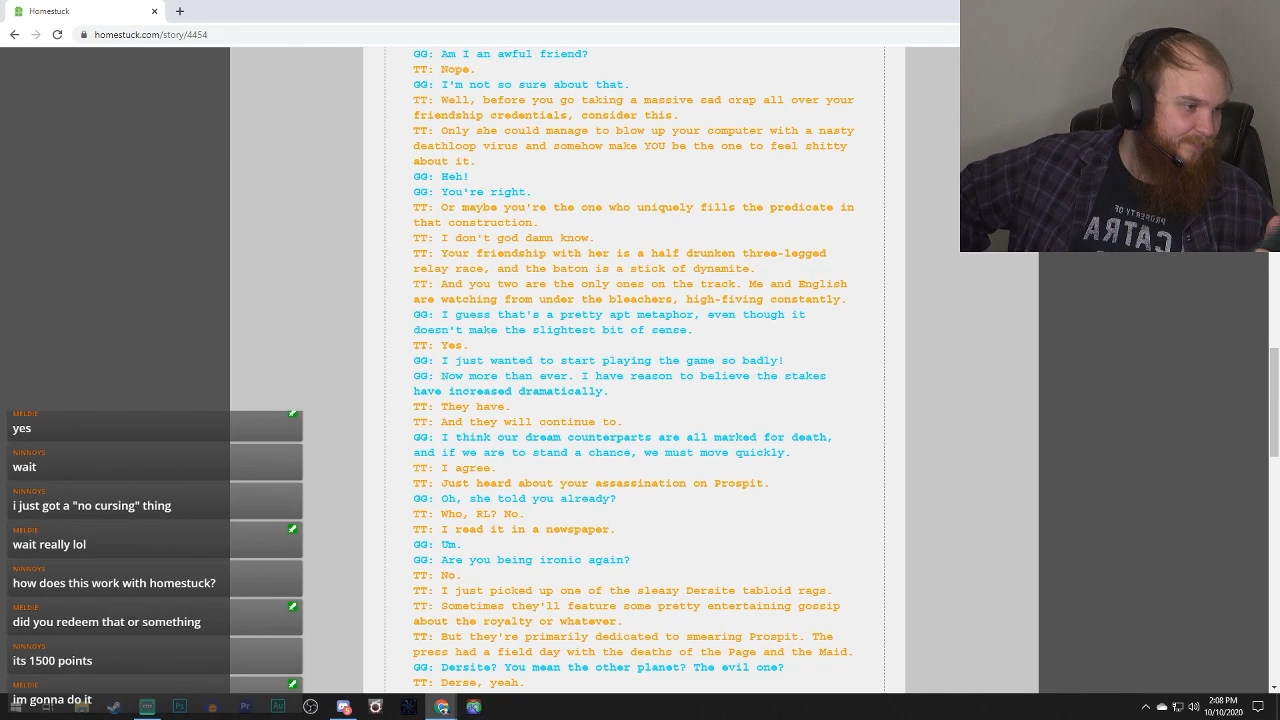 Homestuck
homestuck.com/story/4454
GG: Am I an awful friend?
TT: Nope.
GG: I'm not so sure about that.
TT: Well, before you go taking a massive sad crap all over your
friendship credentials, consider this.
TT: Only she could manage to blow up your computer with a nasty
deathloop virus and somehow make YOU be the one to feel shitty
about it.
GG: Heh!
GG: You're right.
TT: Or maybe you're the one who uniquely fills the predicate in
that construction.
TT: I don't god damn know.
TT: Your friendship with her is a half drunken three-legged
relay race, and the baton is a stick of dynamite.
TT: And you two are the only ones on the track. Me and English
are watching from under the bleachers, high-fiving constantly.
GG: I guess that's a pretty apt metaphor, even though it
doesn't make the slightest bit of sense.
TT: Yes.
GG: I just wanted to start playing the game so badly!
GG: Now more than ever. I have reason to believe the stakes
have increased dramatically.
TT: They have.
TT: And they will continue to.
GG: I think our dream counterparts are all marked for death,
and if we are to stand a chance, we must move quickly.
TT: I agree.
TT: Just heard about your assassination on Prospit.
GG: Oh, she told you already?
TT: Who, RL? No.
TT: I read it in a newspaper.
GG: Um.
GG: Are you being ironic again?
TT: No.
TT: I just picked up one of the sleazy Dersite tabloid rags.
TT: Sometimes they'll feature some pretty entertaining gossip
about the royalty or whatever.
TT: But they're primarily dedicated to smearing Prospit. The
press had a field day with the deaths of the Page and the Maid.
GG: Dersite? You mean the other planet? The evil one?
TT: Derse, yeah.
PROPERTY OF
CATRA
MELDIE
yes
NINNOYS
wait
NINNOYS
i just got a "no cursing" thing
MELDIE
wait really lol
NINNOYS
how does this work with homestuck?
MELDIE
did you redeem that or something
NINNOYS
its 1500 points
MELDIE
im gonna do it
2:08 PM
10/10/2020